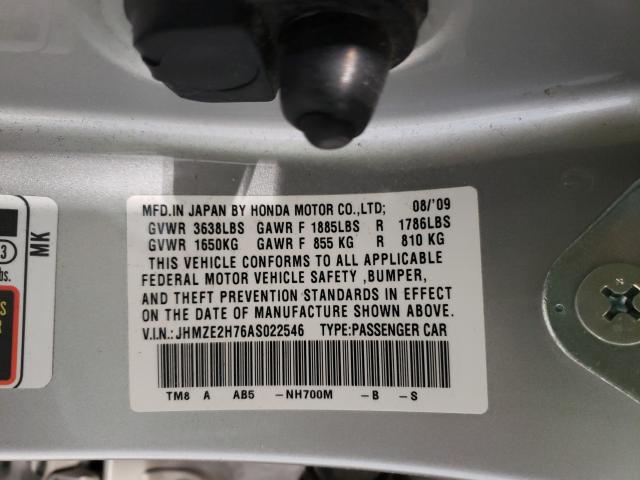 MFD.IN JAPAN BY HONDA MOTOR CO.,LTD; 08/'09
GVWR 3638LBS GAWR F 1885LBS R 1786LBS
GVWR 1650KG GAWR F 855 KG R 810 KG
THIS VEHICLE CONFORMS TO ALL APPLICABLE
FEDERAL MOTOR VEHICLE SAFETY ,BUMPER,
AND THEFT PREVENTION STANDARDS IN EFFECT
ON THE DATE OF MANUFACTURE SHOWN ABOVE.
V.I.N.: JHMZE2H76AS022546 TYPE:PASSENGER CAR
TM8 A AB5 -NH700M -B -S
MK
3
bs.